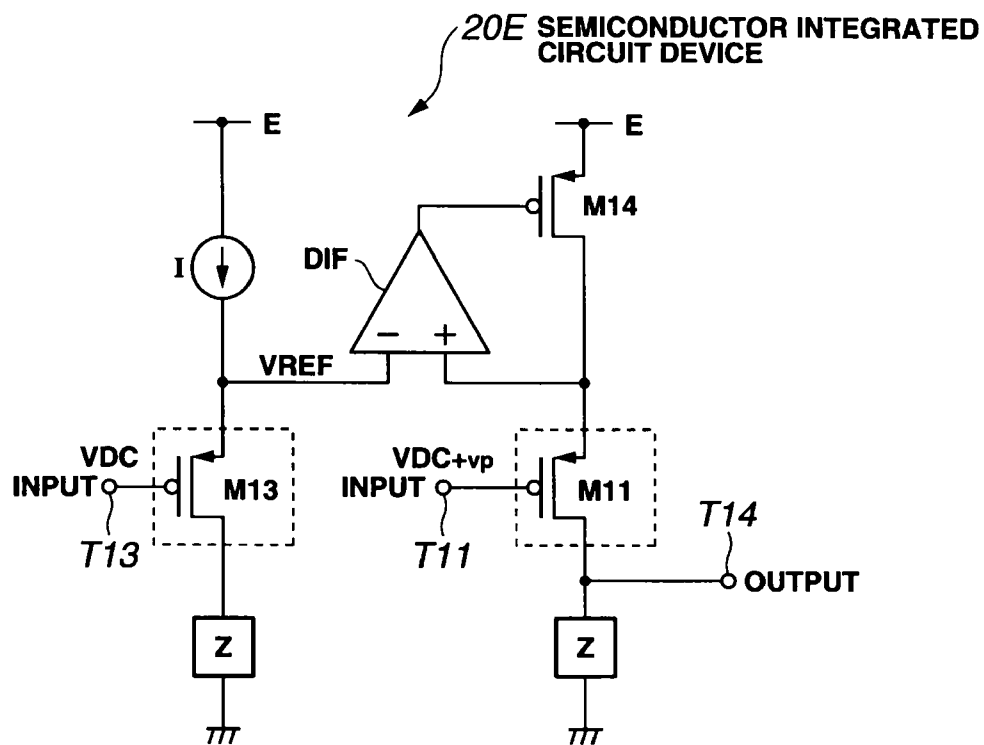 20E SEMICONDUCTOR INTEGRATED
CIRCUIT DEVICE
E
E
M14
I
DIF
− +
VREF
VDC
INPUT
M13
T13
VDC+vp
INPUT
M11
T11
T14
OUTPUT
Z
Z